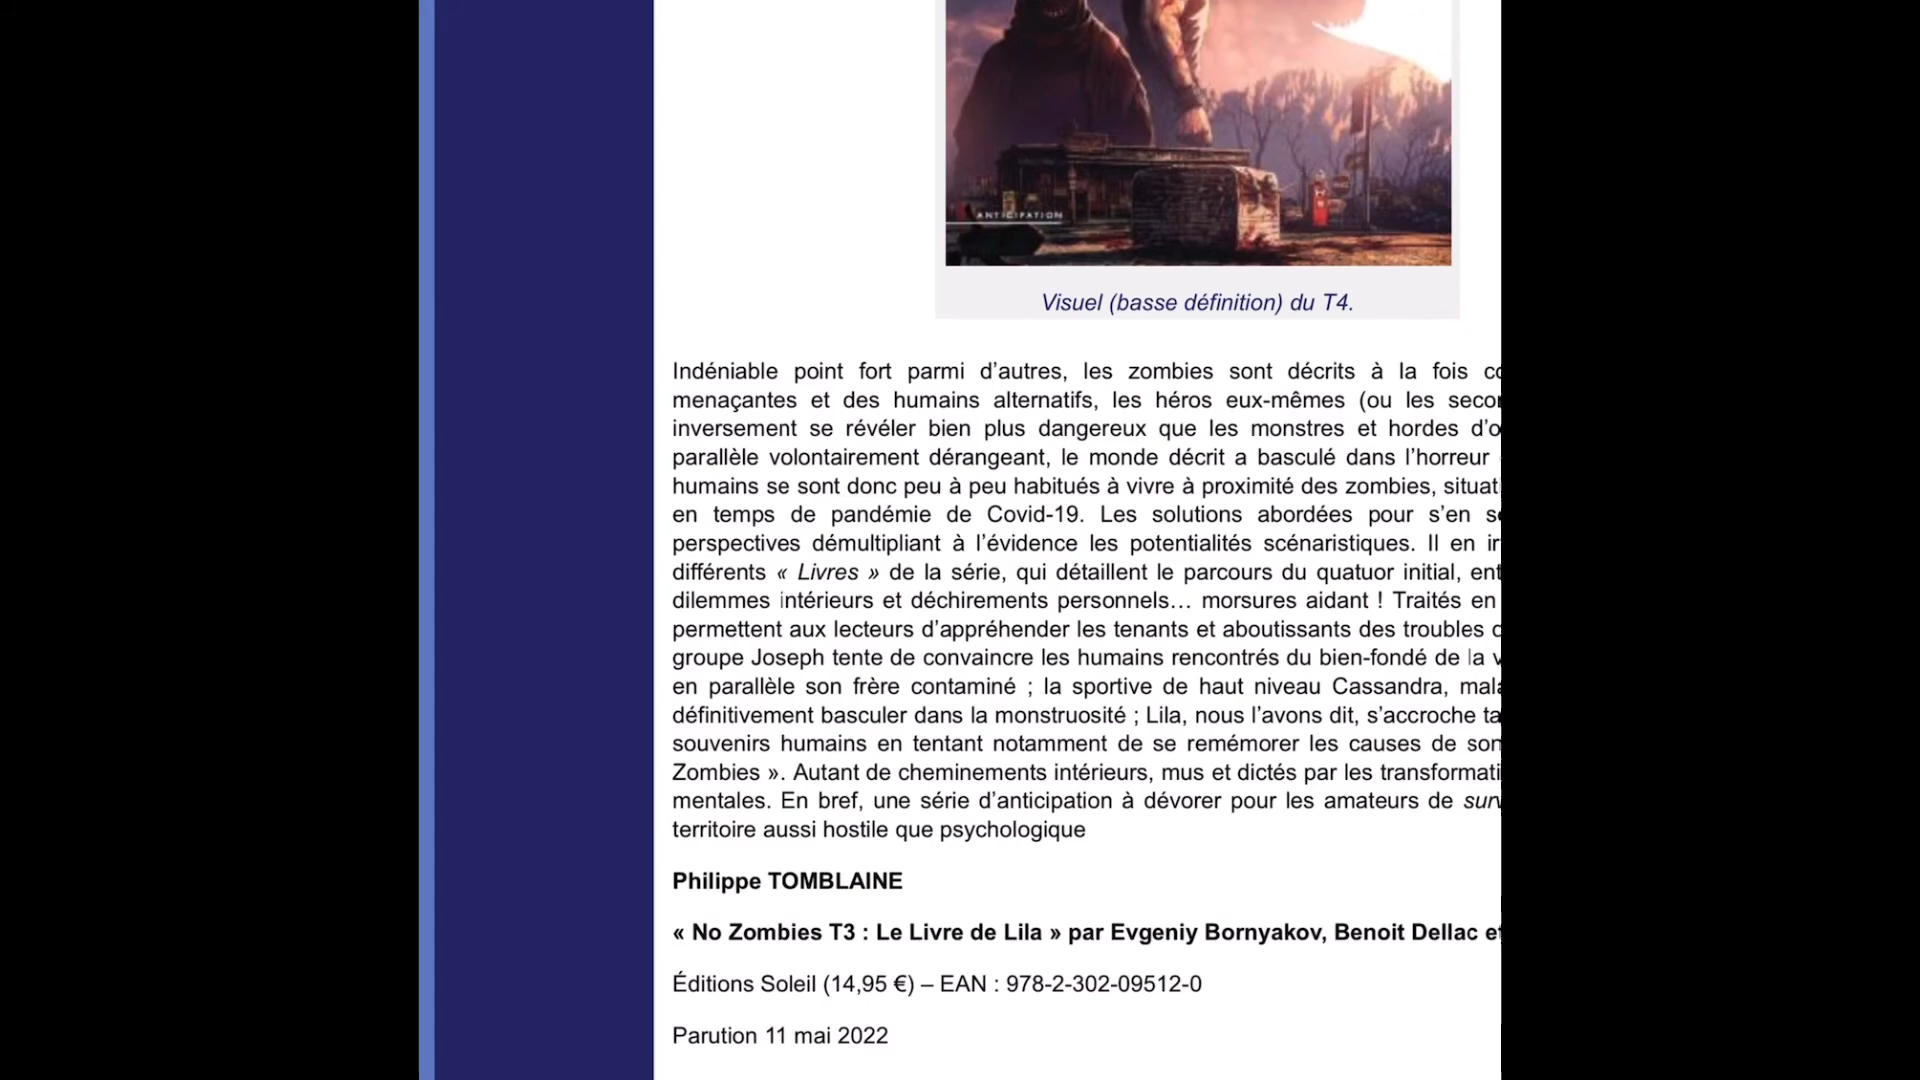 ANTICIPATION
Visuel (basse définition) du T4.
Indéniable point fort parmi d’autres, les zombies sont décrits à la fois
menaçantes et des humains alternatifs, les héros eux-mêmes (ou les
inversement se révéler bien plus dangereux que les monstres et hordes
parallèle volontairement dérangeant, le monde décrit a basculé dans l’horreur
humains se sont donc peu à peu habitués à vivre à proximité des zombies,
en temps de pandémie de Covid-19. Les solutions abordées pour s’en
perspectives démultipliant à l’évidence les potentialités scénaristiques. Il en
différents « Livres » de la série, qui détaillent le parcours du quatuor initial,
dilemmes intérieurs et déchirements personnels… morsures aidant ! Traités en
permettent aux lecteurs d’appréhender les tenants et aboutissants des troubles
groupe Joseph tente de convaincre les humains rencontrés du bien-fondé de la
en parallèle son frère contaminé ; la sportive de haut niveau Cassandra,
définitivement basculer dans la monstruosité ; Lila, nous l’avons dit, s’accroche
souvenirs humains en tentant notamment de se remémorer les causes de son
Zombies ». Autant de cheminements intérieurs, mus et dictés par les
mentales. En bref, une série d’anticipation à dévorer pour les amateurs de
territoire aussi hostile que psychologique
Philippe TOMBLAINE
« No Zombies T3 : Le Livre de Lila » par Evgeniy Bornyakov, Benoit Dellac et
Éditions Soleil (14,95 €) – EAN : 978-2-302-09512-0
Parution 11 mai 2022